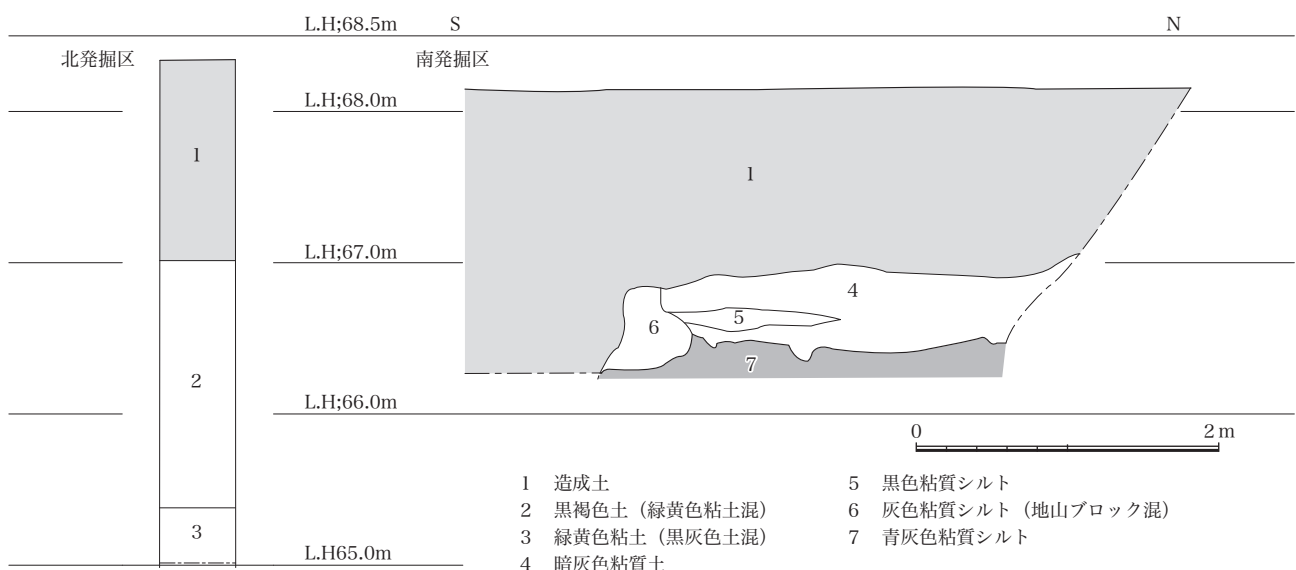 L.H;68.5m S N
北発掘区 南発掘区
L.H;68.0m
1 1
L.H;67.0m
4
5
6
7
2
L.H;66.0m
0 2 m
1 造成土
2 黒褐色土（緑黄色粘土混）
3 緑黄色粘土（黒灰色土混）
4 暗灰色粘質土
5 黒色粘質シルト
6 灰色粘質シルト（地山ブロック混）
7 青灰色粘質シルト
3
L.H65.0m